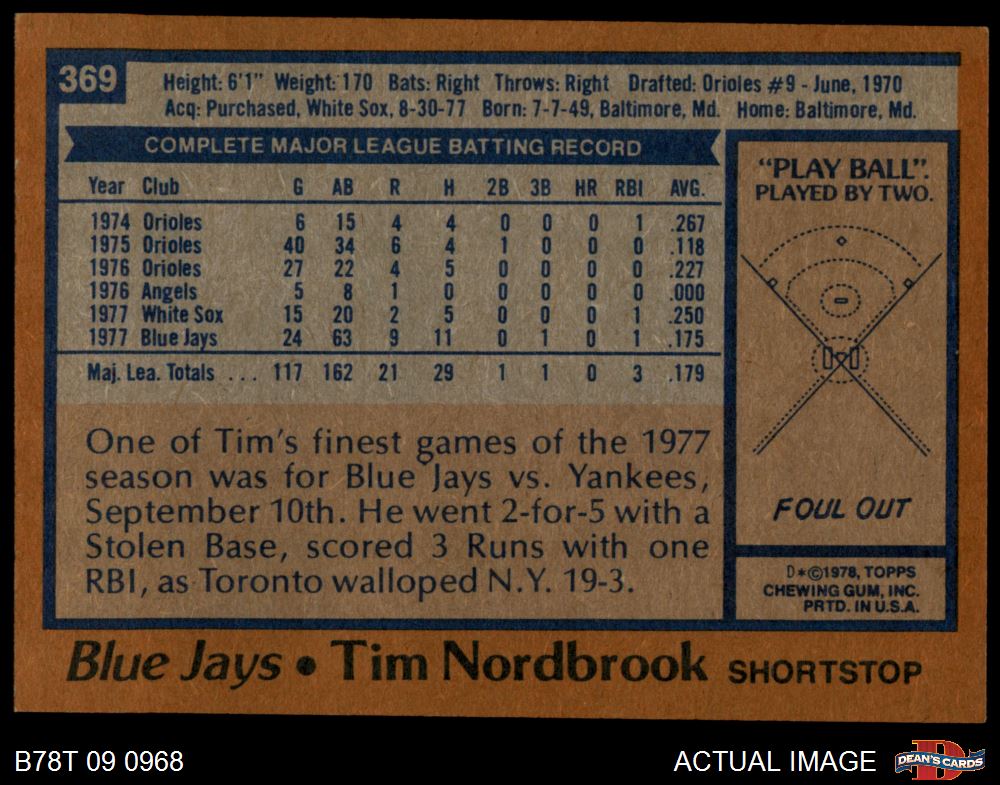 369
Height: 6'1" Weight: 170 Bats: Right Throws: Right Drafted: Orioles #9 - June, 1970
Acq: Purchased, White Sox, 8-30-77 Born: 7-7-49, Baltimore, Md. Home: Baltimore, Md.
COMPLETE MAJOR LEAGUE BATTING RECORD
Year Club G AB R H 2B 3B HR RBI AVG.
1974 Orioles 6 15 4 4 0 0 0 1 .267
1975 Orioles 40 34 6 4 1 0 0 0 .118
1976 Orioles 27 22 4 5 0 0 0 0 .227
1976 Angels 5 8 1 0 0 0 0 0 .000
1977 White Sox 15 20 2 5 0 0 0 1 .250
1977 Blue Jays 24 63 9 11 0 1 0 1 .175
Maj. Lea. Totals ... 117 162 21 29 1 1 0 3 .179
One of Tim's finest games of the 1977
season was for Blue Jays vs. Yankees,
September 10th. He went 2-for-5 with a
Stolen Base, scored 3 Runs with one
RBI, as Toronto walloped N.Y. 19-3.
"PLAY BALL".
PLAYED BY TWO.
FOUL OUT
D*©1978, TOPPS
CHEWING GUM, INC.
PRTD. IN U.S.A.
Blue Jays • Tim Nordbrook SHORTSTOP
B78T 09 0968
ACTUAL IMAGE
DEAN'S CARDS